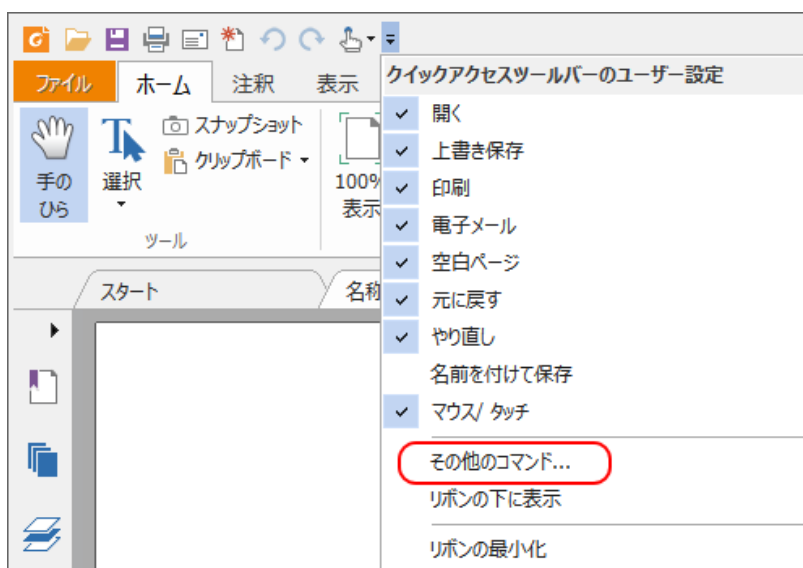 クイックアクセスツールバーのユーザー設定
ファイル
ホーム
注釈
表示
開く
上書き保存
印刷
電子メール
空白ページ
元に戻す
やり直し
名前を付けて保存
マウス/ タッチ
その他のコマンド...
リボンの下に表示
リボンの最小化
手の
ひら
選択
スナップショット
クリップボード
100%
表示
ツール
スタート
名称